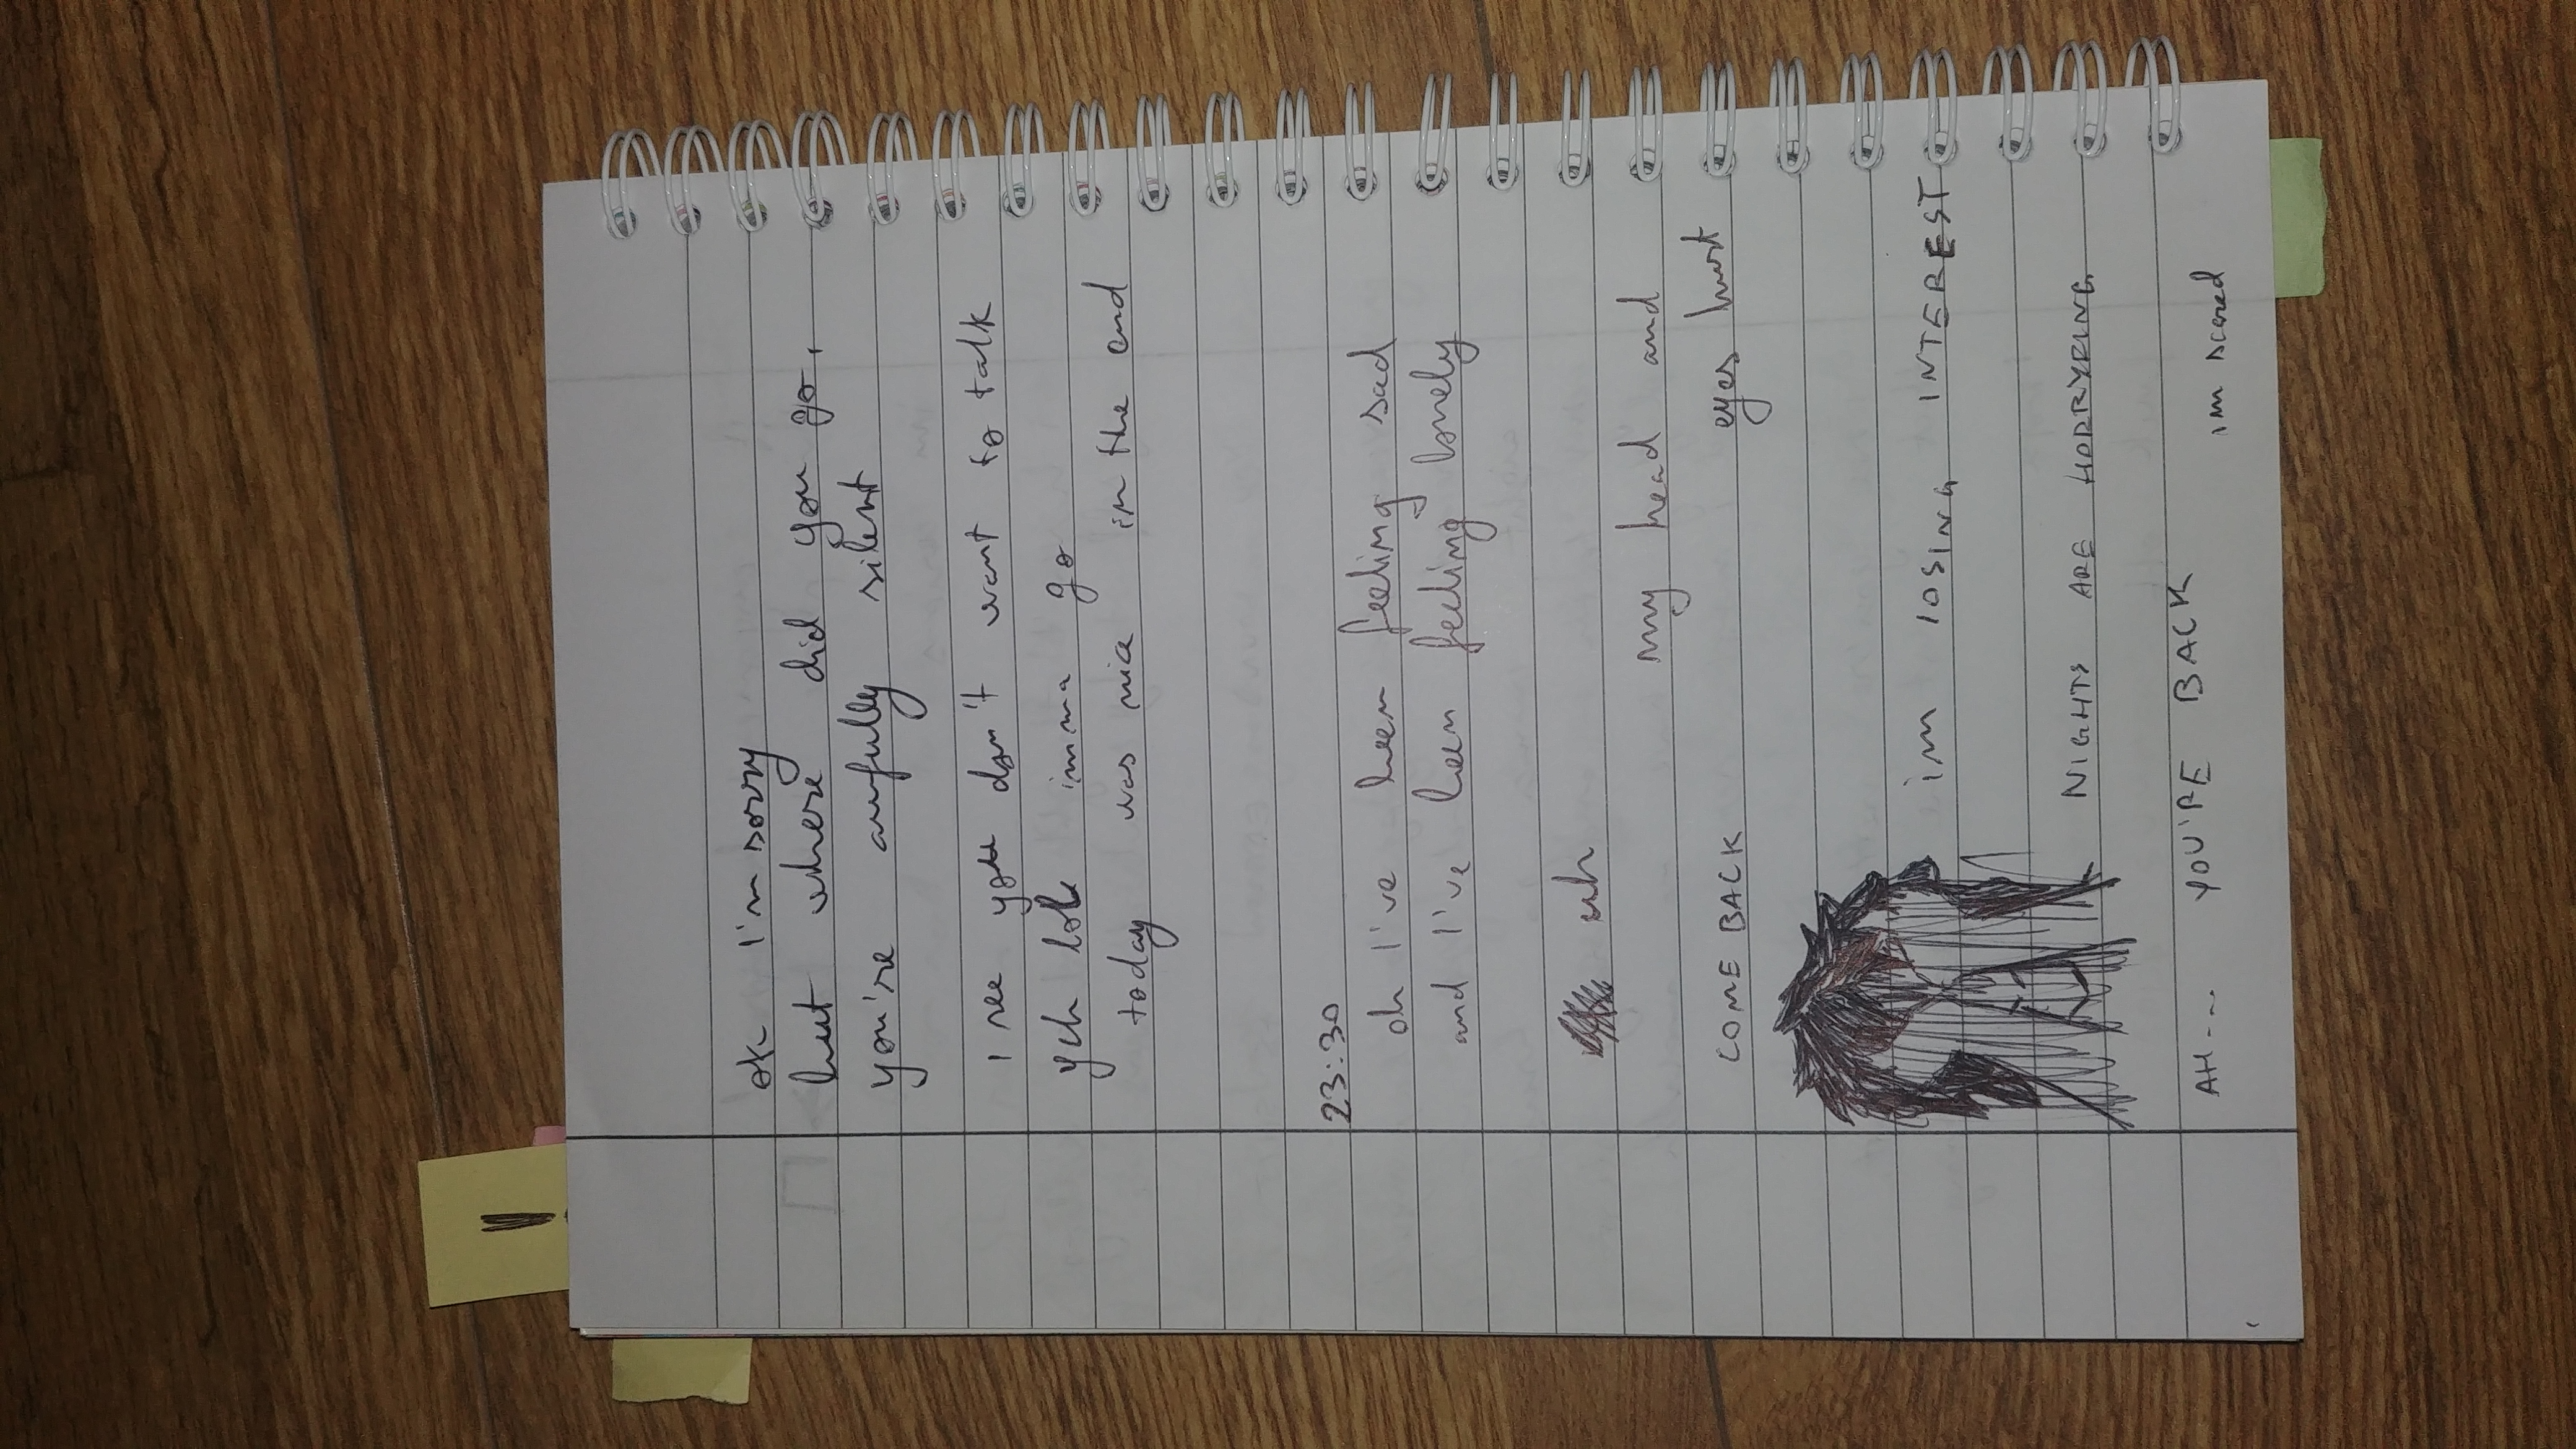 !
ok I'm sorry
but where did you go,
you're awfully silent
I see you don't want to talk
yeh lol imma go
today was nice in the end
23:30
oh I've been feeling sad
and I've been feeling lonely
uh
my head and
COME BACK eyes hurt
im lOSING INTEREST
NIGHTS ARE HORRYFING
AH... YOU'RE BACK
im scared